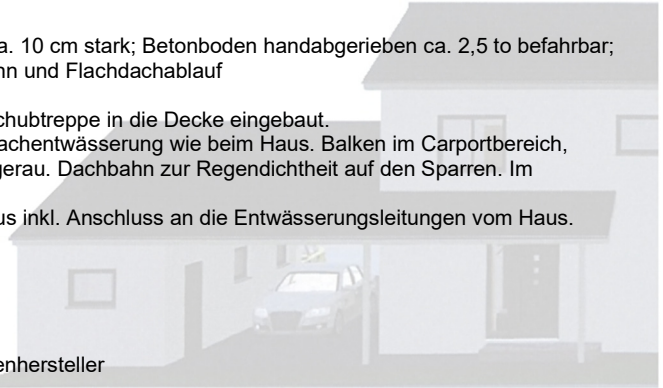 a. 10 cm stark; Betonboden handabgerieben ca. 2,5 to befahrbar;
nn und Flachdachablauf
chubtreppe in die Decke eingebaut.
achentwässerung wie beim Haus. Balken im Carportbereich,
gerau. Dachbahn zur Regendichtheit auf den Sparren. Im
us inkl. Anschluss an die Entwässerungsleitungen vom Haus.
enhersteller